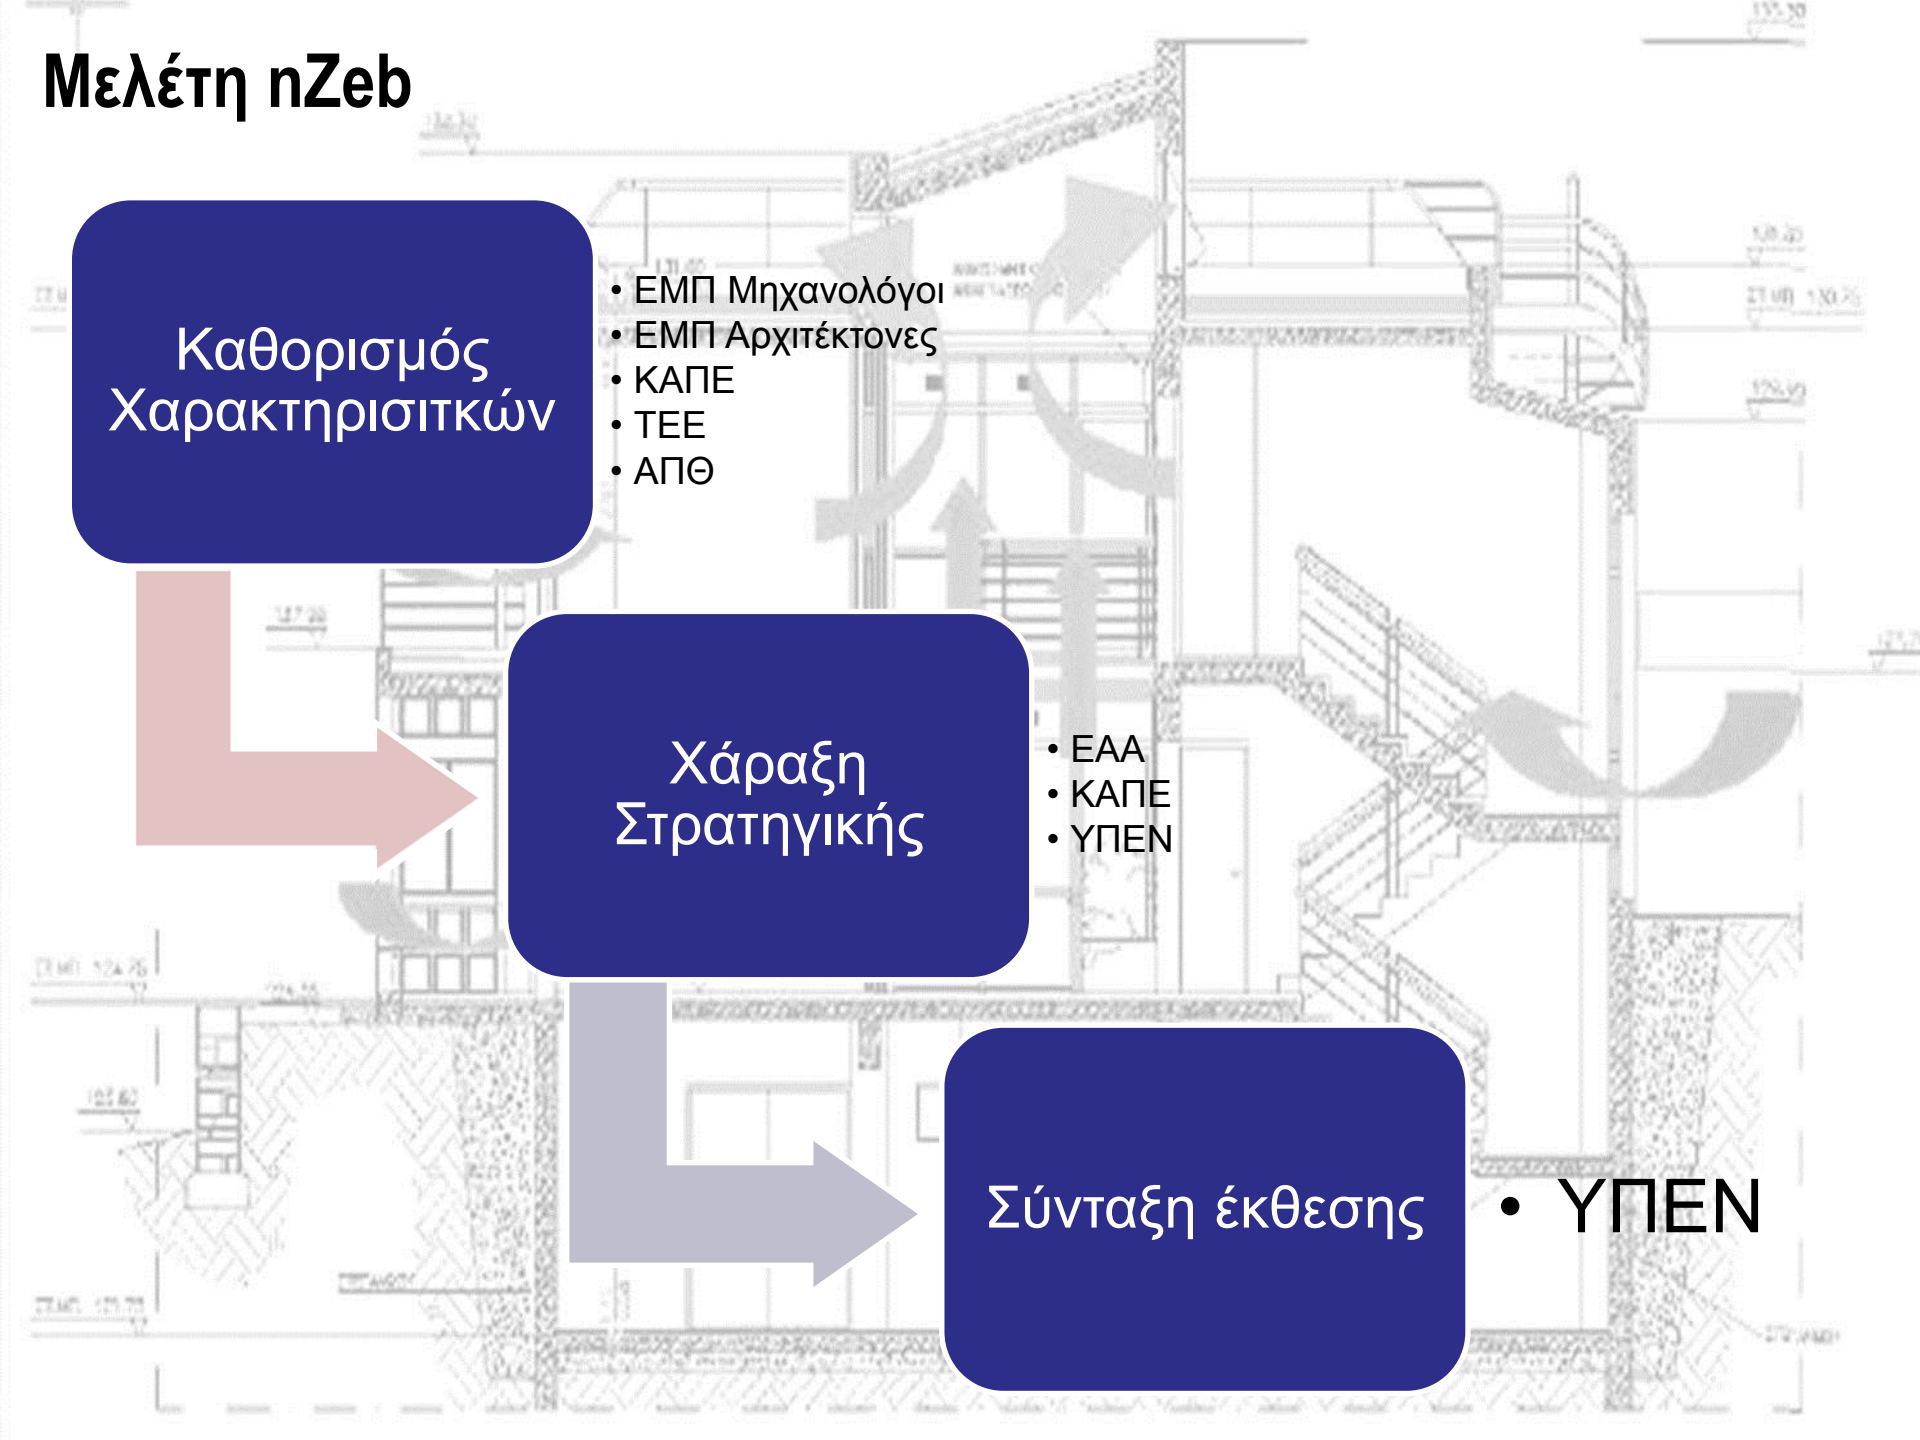 Μελέτη nZeb
Καθορισμός
Χαρακτηρισιτκών
• ΕΜΠ Μηχανολόγοι
• ΕΜΠ Αρχιτέκτονες
• ΚΑΠΕ
• ΤΕΕ
• ΑΠΘ
Χάραξη
Στρατηγικής
• ΕΑΑ
• ΚΑΠΕ
• ΥΠΕΝ
Σύνταξη έκθεσης
• ΥΠΕΝ